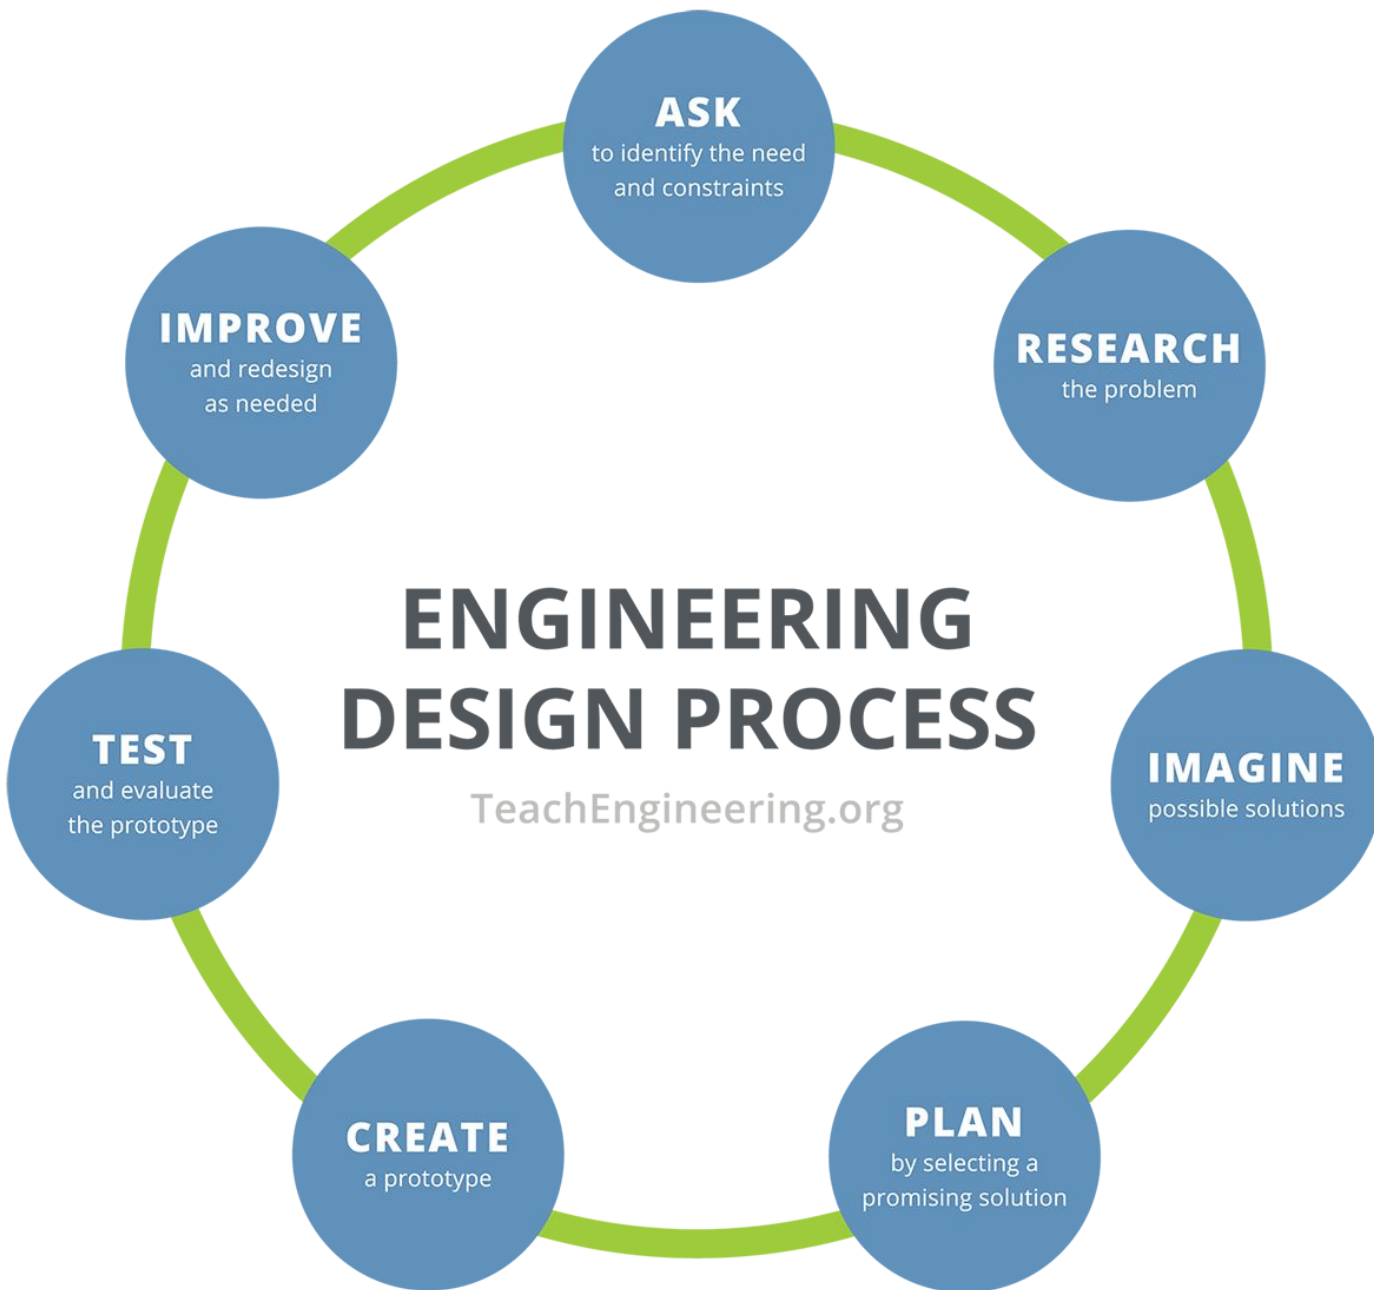 ASK
to identify the need
and constraints
RESEARCH
the problem
IMAGINE
possible solutions
PLAN
by selecting a
promising solution
CREATE
a prototype
TEST
and evaluate
the prototype
IMPROVE
and redesign
as needed
ENGINEERING
DESIGN PROCESS
TeachEngineering.org